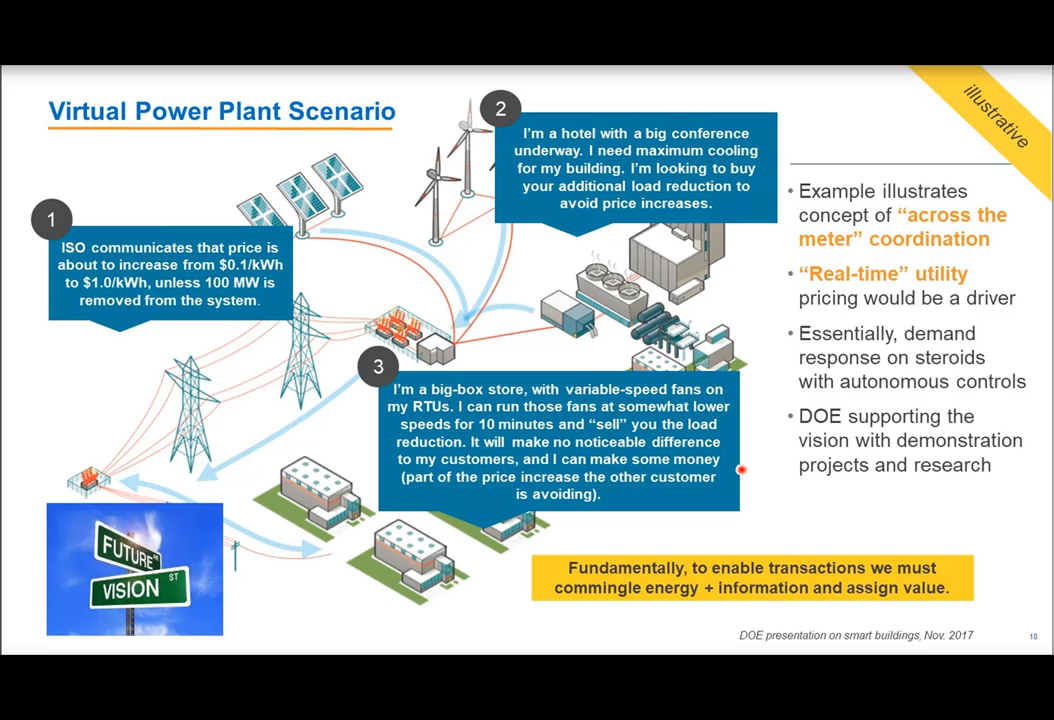 Virtual Power Plant Scenario
illustrative
1
ISO communicates that price is
about to increase from $0.1/kWh
to $1.0/kWh, unless 100 MW is
removed from the system.
2
I'm a hotel with a big conference
underway. I need maximum cooling
for my building. I'm looking to buy
your additional load reduction to
avoid price increases.
3
I'm a big-box store, with variable-speed fans on
my RTUs. I can run those fans at somewhat lower
speeds for 10 minutes and “sell” you the load
reduction. It will make no noticeable difference
to my customers, and I can make some money
(part of the price increase the other customer
is avoiding).
• Example illustrates
concept of “across the
meter” coordination
• “Real-time” utility
pricing would be a driver
• Essentially, demand
response on steroids
with autonomous controls
• DOE supporting the
vision with demonstration
projects and research
FUTURE AVE
VISION ST
Fundamentally, to enable transactions we must
commingle energy + information and assign value.
DOE presentation on smart buildings, Nov. 2017
10